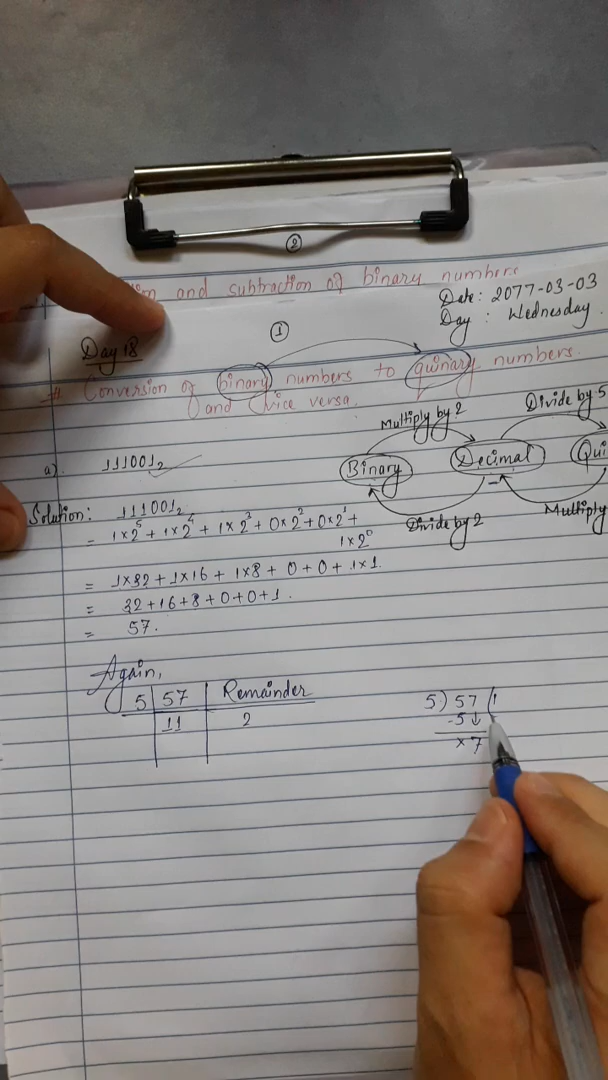 ②
and subtraction of binary numbers
Date: 2077-03-03
Day : Wednesday.
①
Day 18
# Conversion of binary numbers to quinary numbers.
and vice versa.
Multiply by 2
Divide by 5
Binary
Decimal
Qui
Divide by 2
Multiply
a). 111001₂
Solution: 111001₂
= 1×2⁵ + 1×2⁴ + 1×2³ + 0×2² + 0×2¹ +
1×2⁰
= 1×32 + 1×16 + 1×8 + 0 + 0 + 1×1.
= 32+16+8+0+0+1.
= 57.
Again,
5 | 57 | Remainder
11 | 2
5) 57 (1
-5↓
×7